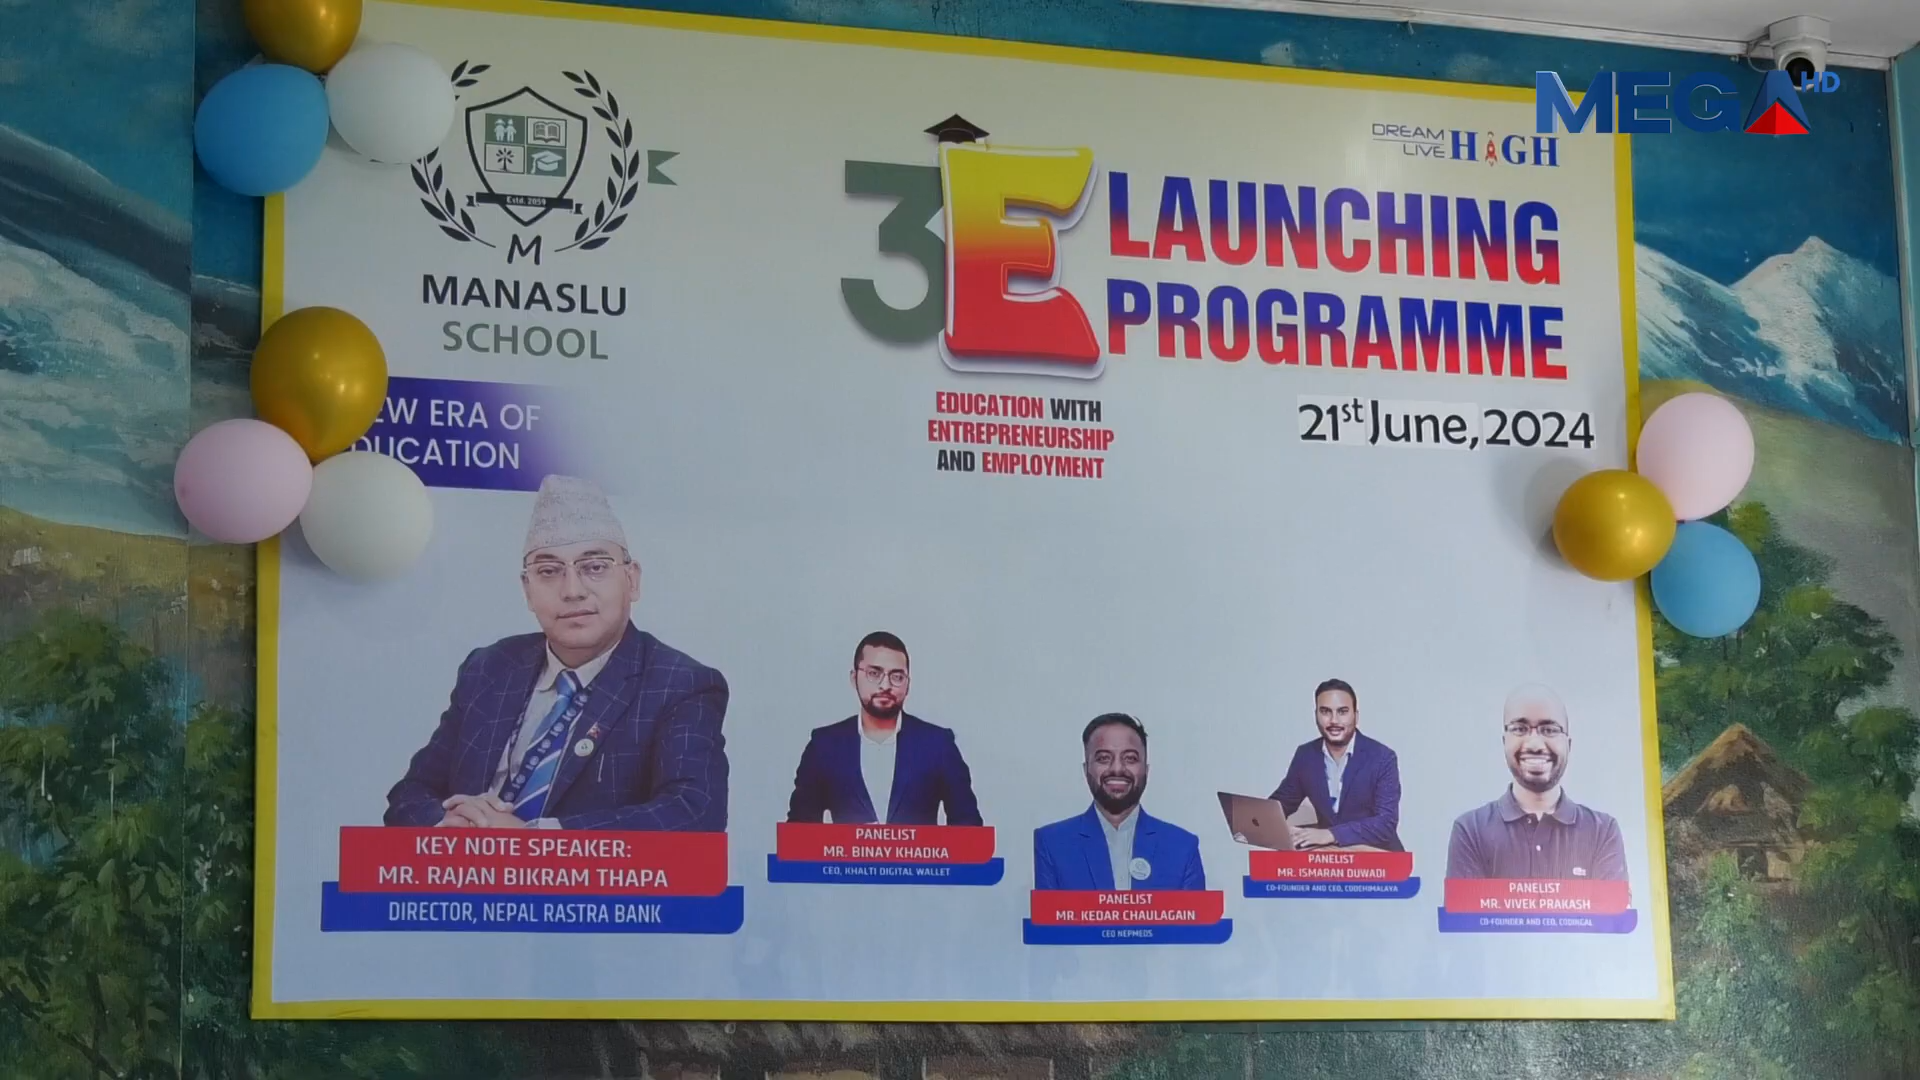 MEGA HD
DREAM
LIVE HIGH
Estd. 2059
M
MANASLU
SCHOOL
3E LAUNCHING
PROGRAMME
EDUCATION WITH
ENTREPRENEURSHIP
AND EMPLOYMENT
21st June, 2024
EW ERA OF
DUCATION
KEY NOTE SPEAKER:
MR. RAJAN BIKRAM THAPA
DIRECTOR, NEPAL RASTRA BANK
PANELIST
MR. BINAY KHADKA
CEO, KHALTI DIGITAL WALLET
PANELIST
MR. KEDAR CHAULAGAIN
CEO NEPMEDS
PANELIST
MR. ISMARAN DUWADI
CO-FOUNDER AND CEO, CODEHIMALAYA
PANELIST
MR. VIVEK PRAKASH
CO-FOUNDER AND CEO, CODINGAL